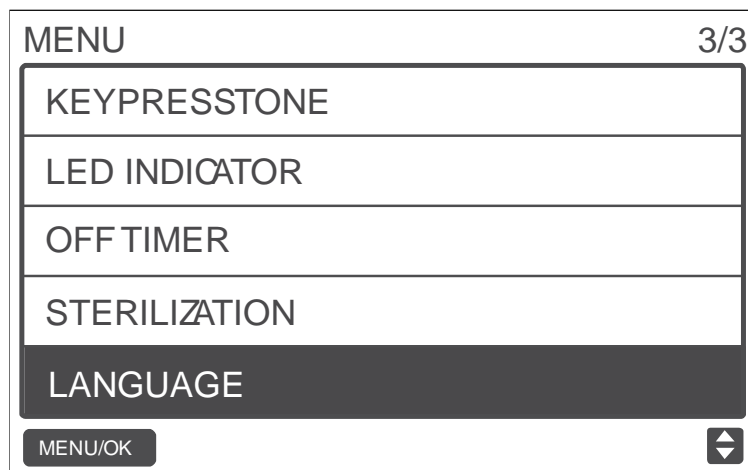 MENU 3/3
KEYPRESSTONE
LED INDICATOR
OFF TIMER
STERILIZATION
LANGUAGE
MENU/OK